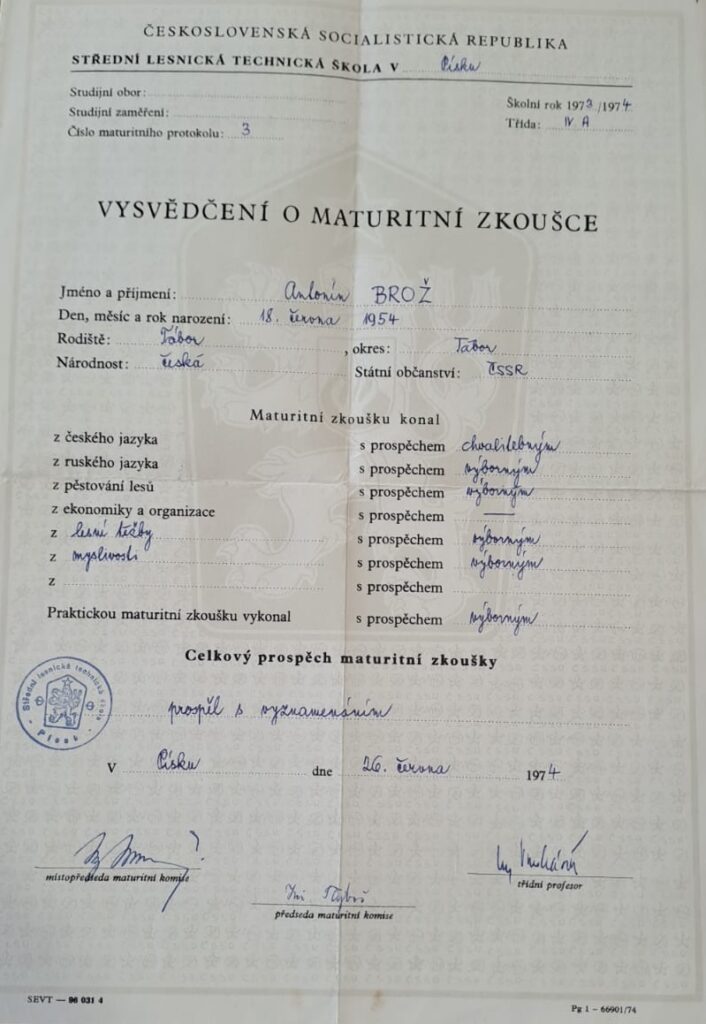 ČESKOSLOVENSKÁ SOCIALISTICKÁ REPUBLIKA
STŘEDNÍ LESNICKÁ TECHNICKÁ ŠKOLA V Písku
Studijní obor:
Studijní zaměření:
Školní rok 1973/1974
Číslo maturitního protokolu: 3
Třída: IV. A
VYSVĚDČENÍ O MATURITNÍ ZKOUŠCE
Jméno a příjmení: Antonín BROŽ
Den, měsíc a rok narození: 18. června 1954
Rodiště: Tábor, okres: Tábor
Národnost: česká Státní občanství: ČSSR
Maturitní zkoušku konal
z českého jazyka s prospěchem chvalitebným
z ruského jazyka s prospěchem výborným
z pěstování lesů s prospěchem výborným
z ekonomiky a organizace s prospěchem —
z lesní těžby s prospěchem výborným
z myslivosti s prospěchem výborným
z s prospěchem
Praktickou maturitní zkoušku vykonal s prospěchem výborným
Celkový prospěch maturitní zkoušky
prospěl s vyznamenáním
Střední lesnická technická škola
Písek
V Písku dne 26. června 1974
místopředseda maturitní komise
třídní profesor
předseda maturitní komise
SEVT — 96 031 4
Pg 1 – 66901/74